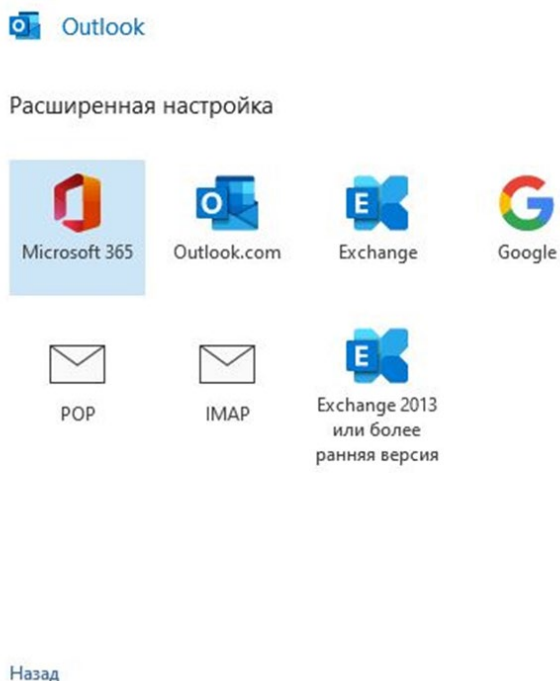 Outlook
Расширенная настройка
Microsoft 365
Outlook.com
Exchange
Google
POP
IMAP
Exchange 2013
или более
ранняя версия
Назад